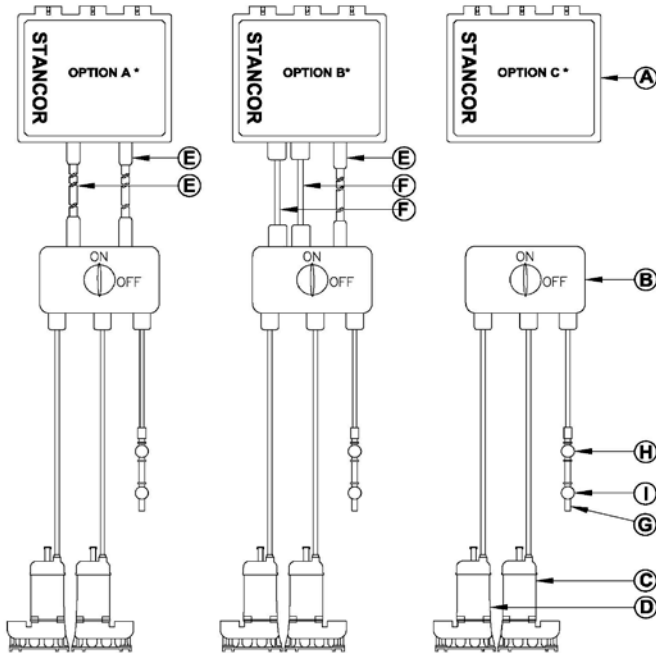 STANCOR
OPTION A *
STANCOR
OPTION B*
STANCOR
OPTION C *
A
E
E
E
F
F
ON
OFF
ON
OFF
ON
OFF
B
H
I
G
C
D